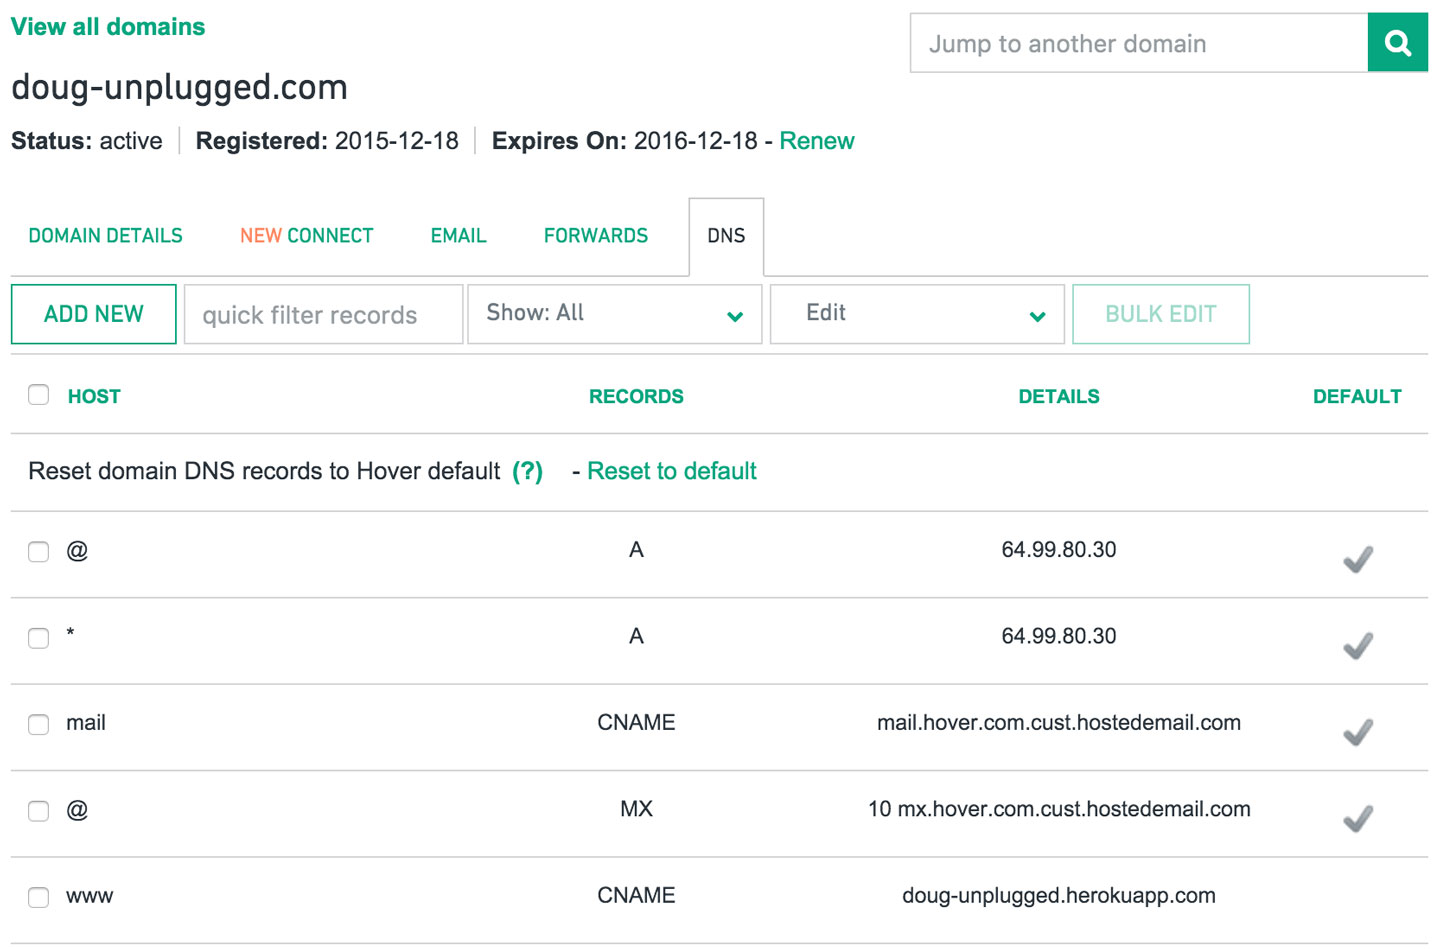 View all domains
Jump to another domain
doug-unplugged.com
Status: active Registered: 2015-12-18 Expires On: 2016-12-18 - Renew
DOMAIN DETAILS NEW CONNECT EMAIL FORWARDS DNS
ADD NEW quick filter records Show: All Edit BULK EDIT
HOST RECORDS DETAILS DEFAULT
Reset domain DNS records to Hover default (?) - Reset to default
@ A 64.99.80.30
* A 64.99.80.30
mail CNAME mail.hover.com.cust.hostedemail.com
@ MX 10 mx.hover.com.cust.hostedemail.com
www CNAME doug-unplugged.herokuapp.com